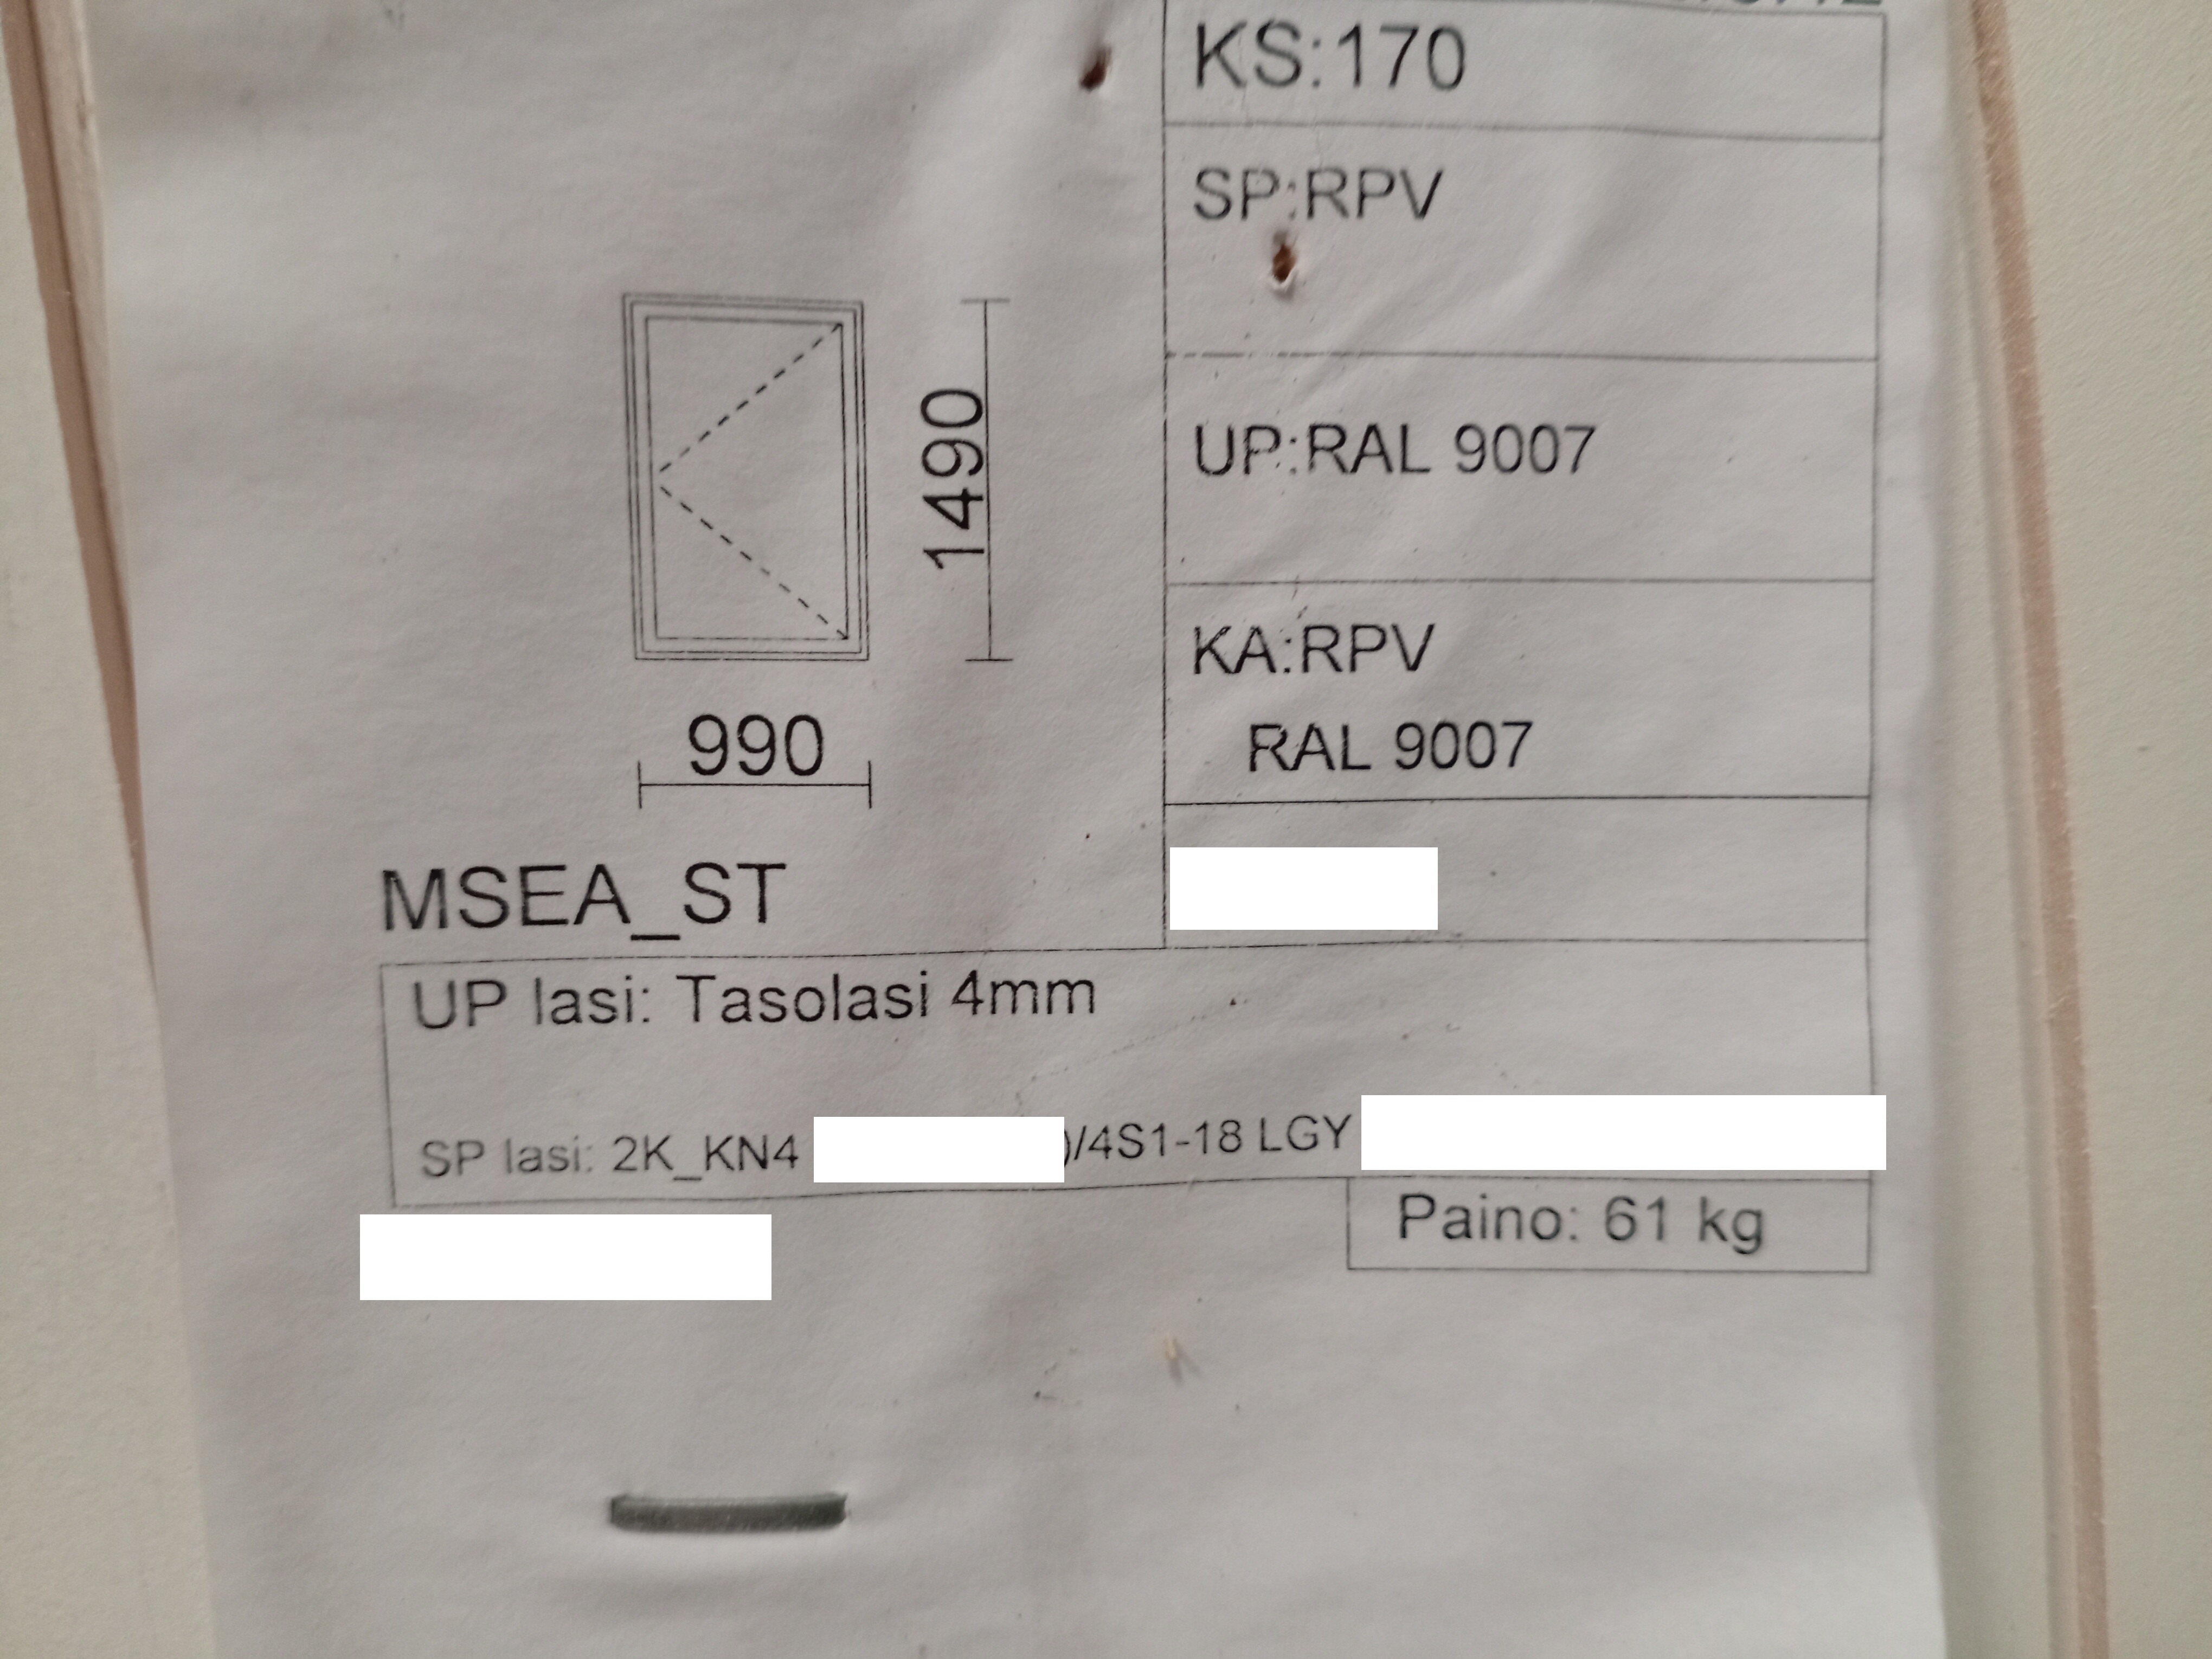 KS:170
SP:RPV
UP:RAL 9007
KA:RPV
RAL 9007
1490
990
MSEA_ST
UP lasi: Tasolasi 4mm
SP lasi: 2K_KN4 )/4S1-18 LGY
Paino: 61 kg